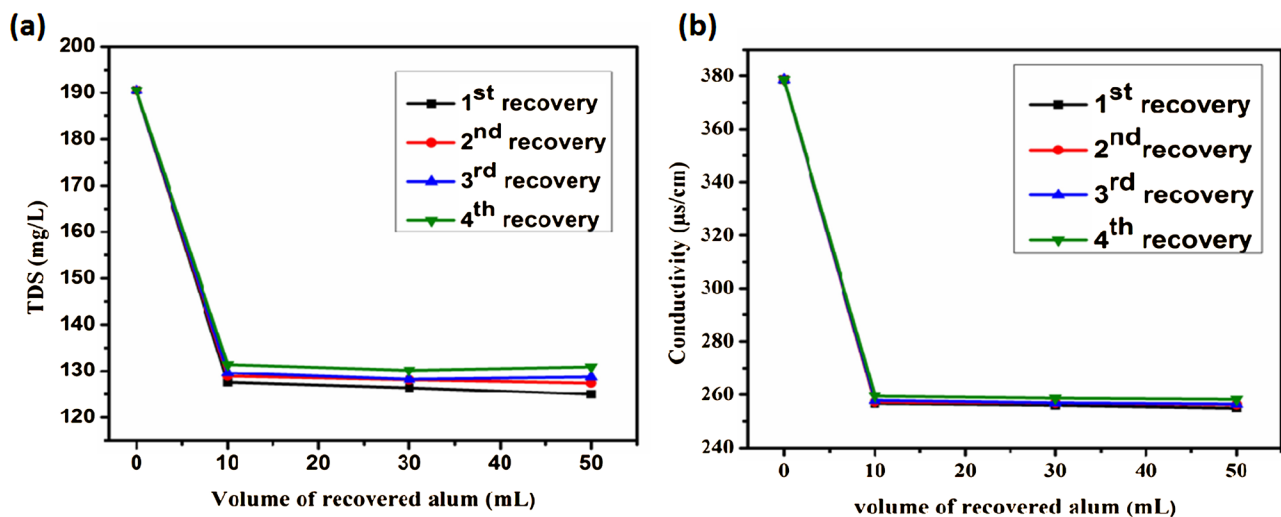 (a)
200
190
180
170
160
150
140
130
120
TDS (mg/L)
1st recovery
2nd recovery
3rd recovery
4th recovery
0 10 20 30 40 50
Volume of recovered alum (mL)
(b)
380
360
340
320
300
280
260
240
Conductivity (µs/cm)
1st recovery
2nd recovery
3rd recovery
4th recovery
0 10 20 30 40 50
volume of recovered alum (mL)